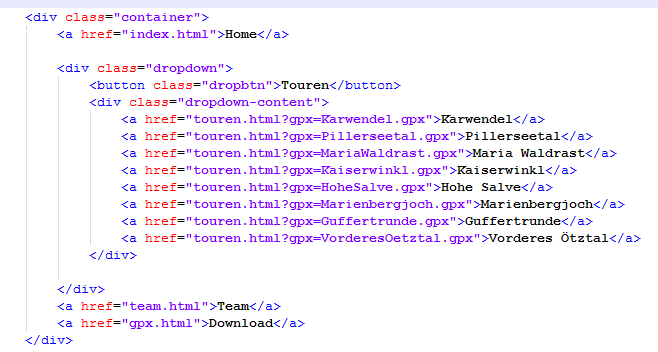 <div class="container">
<a href="index.html">Home</a>
<div class="dropdown">
<button class="dropbtn">Touren</button>
<div class="dropdown-content">
<a href="touren.html?gpx=Karwendel.gpx">Karwendel</a>
<a href="touren.html?gpx=Pillerseetal.gpx">Pillerseetal</a>
<a href="touren.html?gpx=MariaWaldrast.gpx">Maria Waldrast</a>
<a href="touren.html?gpx=Kaiserwinkl.gpx">Kaiserwinkl</a>
<a href="touren.html?gpx=HoheSalve.gpx">Hohe Salve</a>
<a href="touren.html?gpx=Marienbergjoch.gpx">Marienbergjoch</a>
<a href="touren.html?gpx=Guffertrunde.gpx">Guffertrunde</a>
<a href="touren.html?gpx=VorderesOetztal.gpx">Vorderes Ötztal</a>
</div>
</div>
<a href="team.html">Team</a>
<a href="gpx.html">Download</a>
</div>